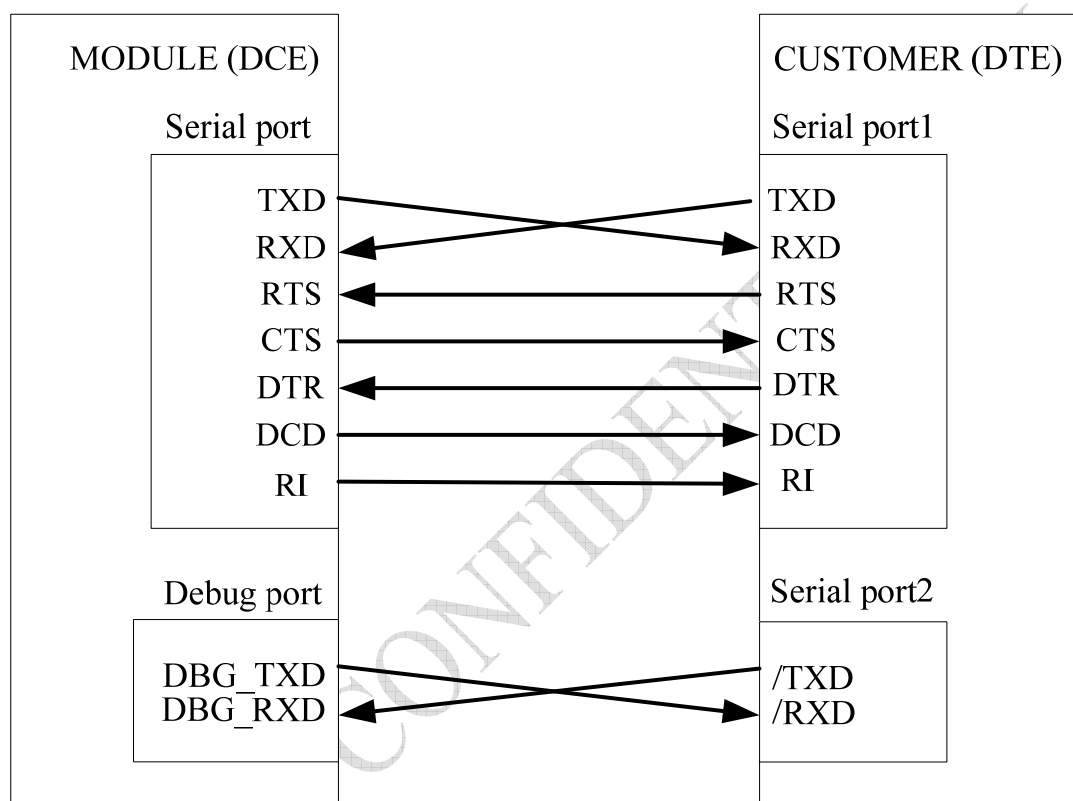 MODULE (DCE)
Serial port
TXD
RXD
RTS
CTS
DTR
DCD
RI
Debug port
DBG_TXD
DBG_RXD
CUSTOMER (DTE)
Serial port1
TXD
RXD
RTS
CTS
DTR
DCD
RI
Serial port2
/TXD
/RXD
CONFIDENT